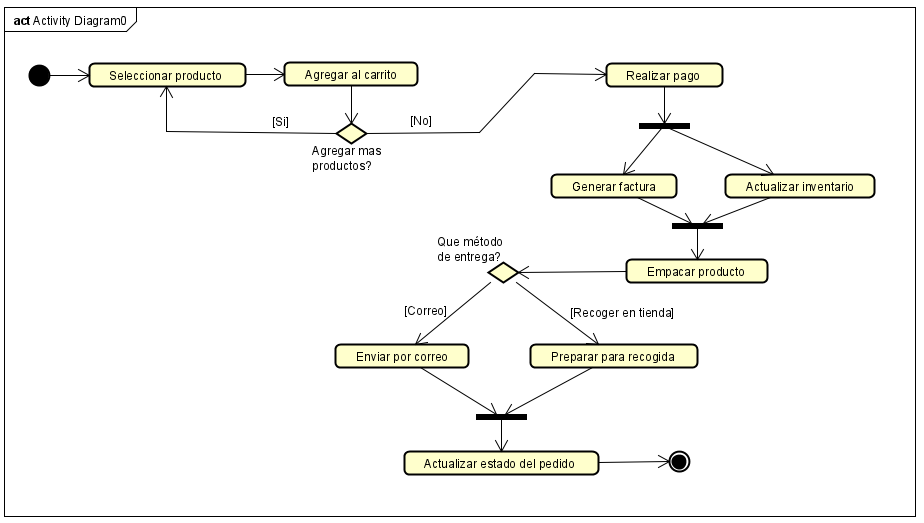 act Activity Diagram0
Seleccionar producto
Agregar al carrito
Realizar pago
[Si]
[No]
Agregar mas
productos?
Generar factura
Actualizar inventario
Que método
de entrega?
Empacar producto
[Correo]
[Recoger en tienda]
Enviar por correo
Preparar para recogida
Actualizar estado del pedido